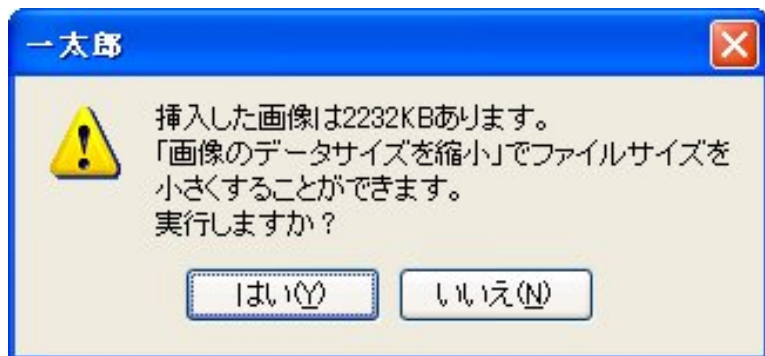 一太郎
挿入した画像は2232KBあります。
「画像のデータサイズを縮小」でファイルサイズを
小さくすることができます。
実行しますか？
はい(Y) いいえ(N)